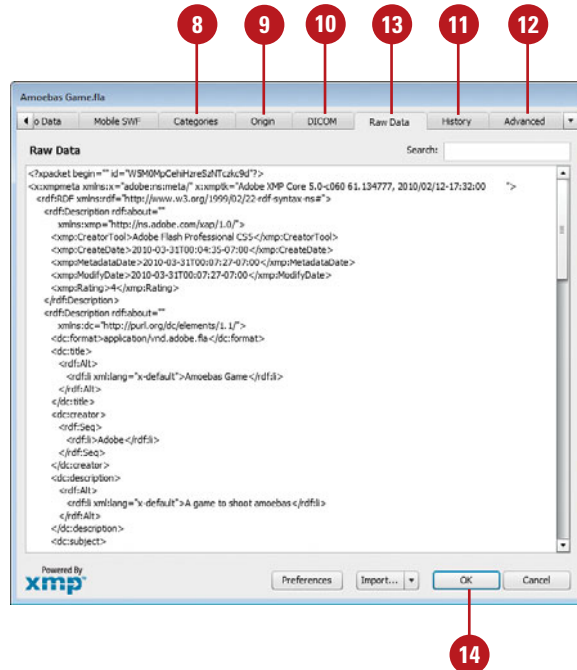 8 9 10 13 11 12
Amoebas Game.fla
o Data Mobile SWF Categories Origin DICOM Raw Data History Advanced
Raw Data Search:
<?xpacket begin="" id="W5M0MpCehiHzreSzNTczkc9d"?>
<x:xmpmeta xmlns:x="adobe:ns:meta/" x:xmptk="Adobe XMP Core 5.0-c060 61.134777, 2010/02/12-17:32:00 ">
<rdf:RDF xmlns:rdf="http://www.w3.org/1999/02/22-rdf-syntax-ns#">
<rdf:Description rdf:about=""
xmlns:xmp="http://ns.adobe.com/xap/1.0/">
<xmp:CreatorTool>Adobe Flash Professional CS5</xmp:CreatorTool>
<xmp:CreateDate>2010-03-31T00:04:35-07:00</xmp:CreateDate>
<xmp:MetadataDate>2010-03-31T00:07:27-07:00</xmp:MetadataDate>
<xmp:ModifyDate>2010-03-31T00:07:27-07:00</xmp:ModifyDate>
<xmp:Rating>4</xmp:Rating>
</rdf:Description>
<rdf:Description rdf:about=""
xmlns:dc="http://purl.org/dc/elements/1.1/">
<dc:format>application/vnd.adobe.fla</dc:format>
<dc:title>
<rdf:Alt>
<rdf:li xml:lang="x-default">Amoebas Game</rdf:li>
</rdf:Alt>
</dc:title>
<dc:creator>
<rdf:Seq>
<rdf:li>Adobe</rdf:li>
</rdf:Seq>
</dc:creator>
<dc:description>
<rdf:Alt>
<rdf:li xml:lang="x-default">A game to shoot amoebas</rdf:li>
</rdf:Alt>
</dc:description>
<dc:subject>
Powered By
xmp Preferences Import... OK Cancel
14